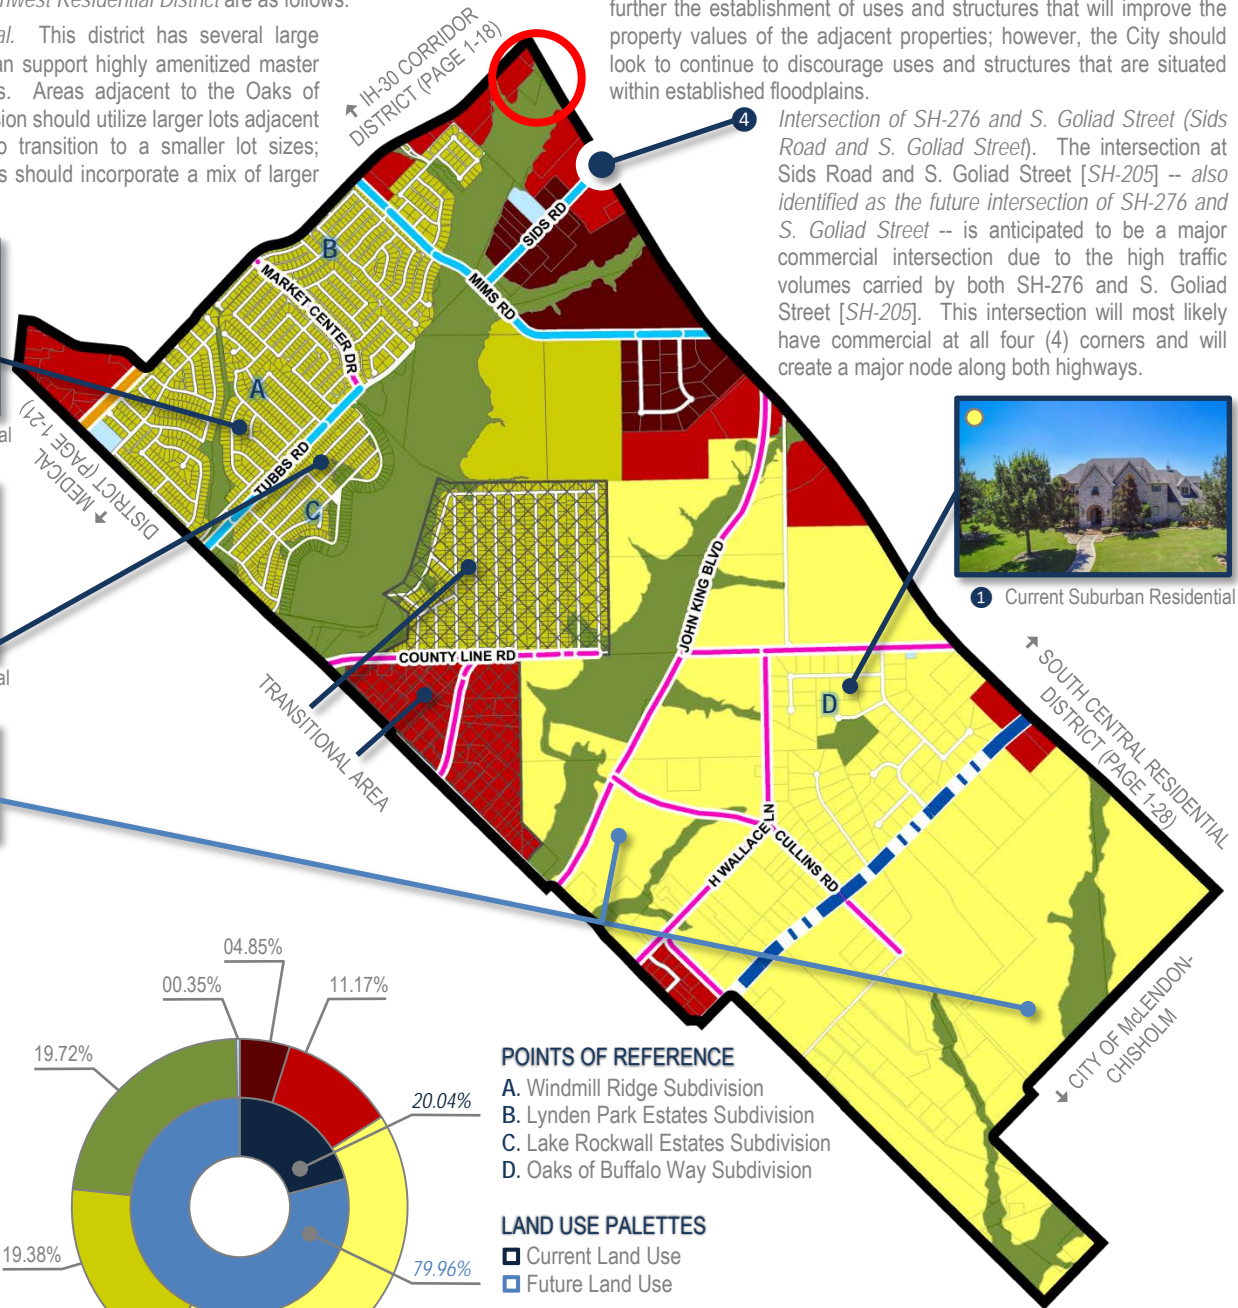 nwest Residential District are as follows:
al. This district has several large
an support highly amenitized master
s. Areas adjacent to the Oaks of
sion should utilize larger lots adjacent
o transition to a smaller lot sizes;
s should incorporate a mix of larger
further the establishment of uses and structures that will improve the
property values of the adjacent properties; however, the City should
look to continue to discourage uses and structures that are situated
within established floodplains.
4
Intersection of SH-276 and S. Goliad Street (Sids
Road and S. Goliad Street). The intersection at
Sids Road and S. Goliad Street [SH-205] -- also
identified as the future intersection of SH-276 and
S. Goliad Street -- is anticipated to be a major
commercial intersection due to the high traffic
volumes carried by both SH-276 and S. Goliad
Street [SH-205]. This intersection will most likely
have commercial at all four (4) corners and will
create a major node along both highways.
↖ IH-30 CORRIDOR
DISTRICT (PAGE 1-18)
SIDS RD
MIMS RD
B
MARKET CENTER DR
A
TUBBS RD
C
↙ MEDICAL
DISTRICT (PAGE 1-21)
al
al
JOHN KING BLVD
COUNTY LINE RD
TRANSITIONAL AREA
D
H WALLACE LN
CULLINS RD
1 Current Suburban Residential
↗ SOUTH CENTRAL RESIDENTIAL
DISTRICT (PAGE 1-28)
↘ CITY OF McLENDON-
CHISHOLM
04.85%
00.35%
11.17%
19.72%
20.04%
19.38%
79.96%
POINTS OF REFERENCE
A. Windmill Ridge Subdivision
B. Lynden Park Estates Subdivision
C. Lake Rockwall Estates Subdivision
D. Oaks of Buffalo Way Subdivision
LAND USE PALETTES
Current Land Use
Future Land Use